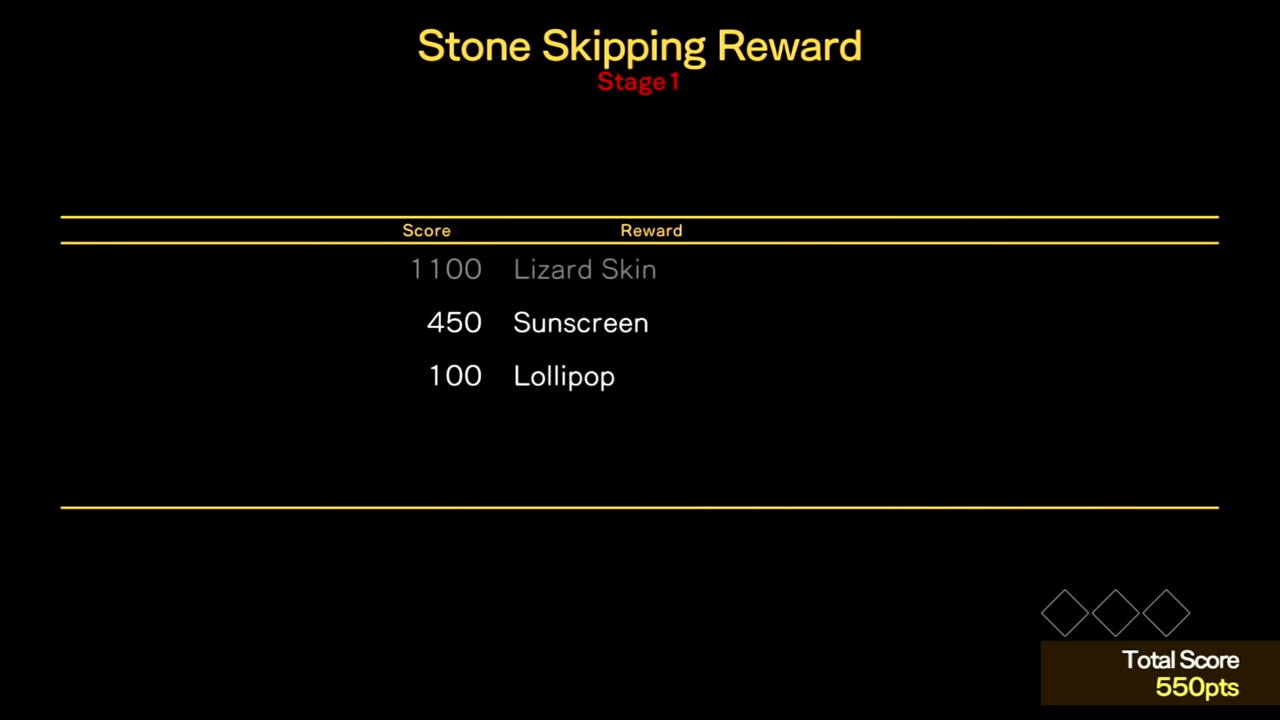 Stone Skipping Reward
Stage1
Score Reward
1100 Lizard Skin
450 Sunscreen
100 Lollipop
Total Score
550pts